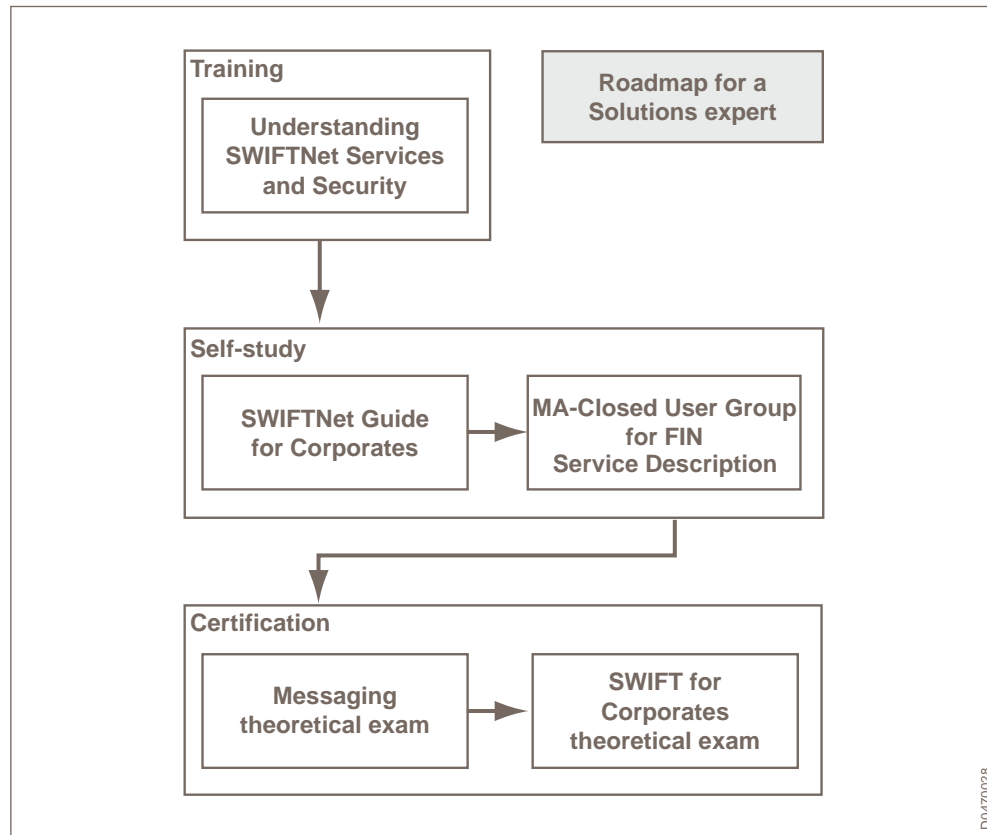 Training
Understanding
SWIFTNet Services
and Security
Roadmap for a
Solutions expert
Self-study
SWIFTNet Guide
for Corporates
MA-Closed User Group
for FIN
Service Description
Certification
Messaging
theoretical exam
SWIFT for
Corporates
theoretical exam
D0470028